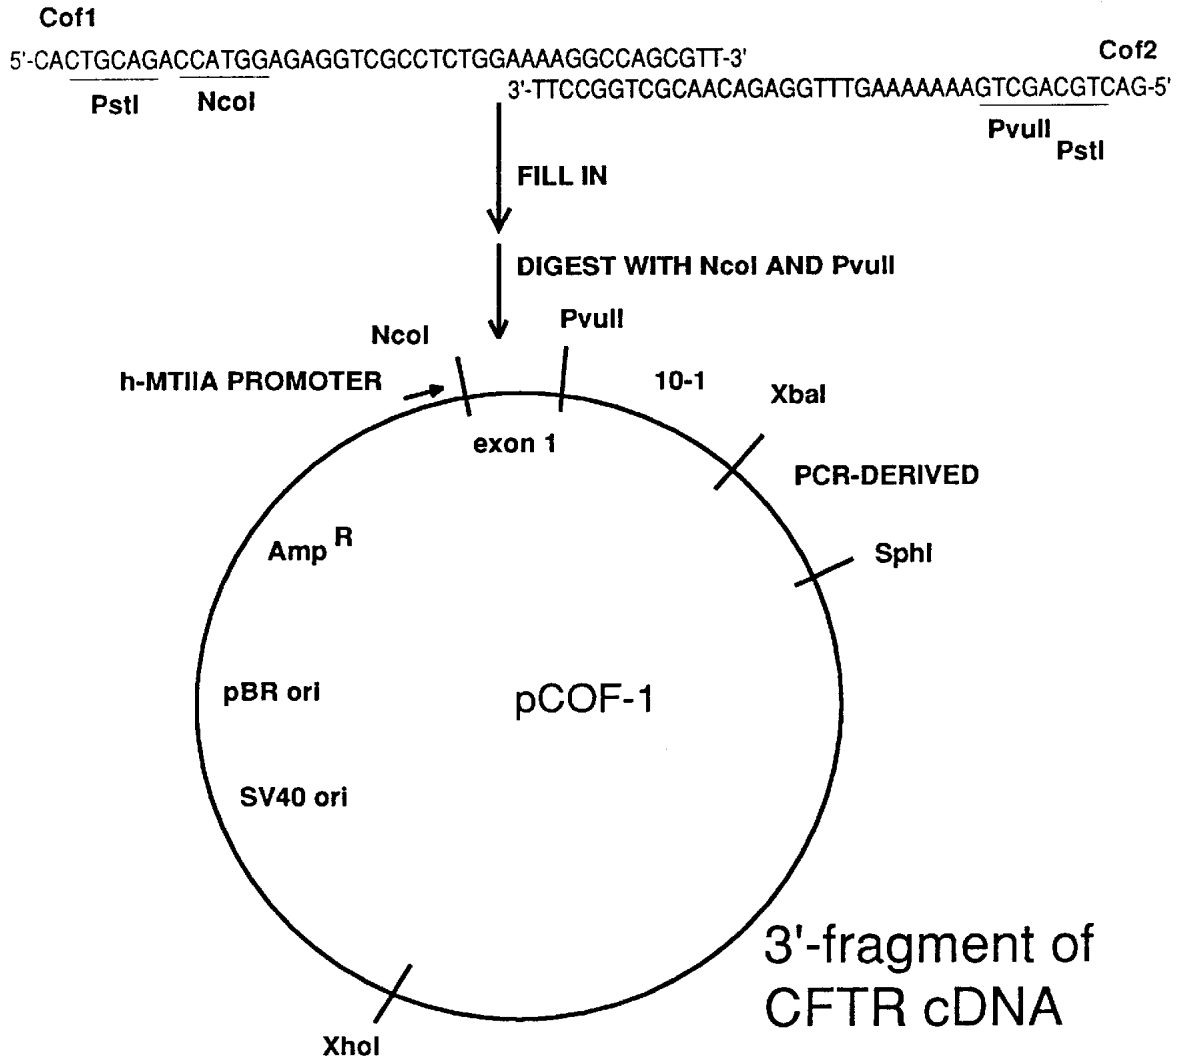 Cof1
5'-CACTGCAGACCATGGAGAGGTCGCCTCTGGAAAAGGCCAGCGTT-3'
Cof2
3'-TTCCGGTCGCAACAGAGGTTTGAAAAAAAGTCGACGTCAG-5'
PstI
NcoI
PvuII
PstI
FILL IN
DIGEST WITH NcoI AND PvuII
NcoI
PvuII
h-MTIIA PROMOTER
10-1
XbaI
exon 1
PCR-DERIVED
Amp R
SphI
pBR ori
pCOF-1
SV40 ori
3'-fragment of
CFTR cDNA
XhoI